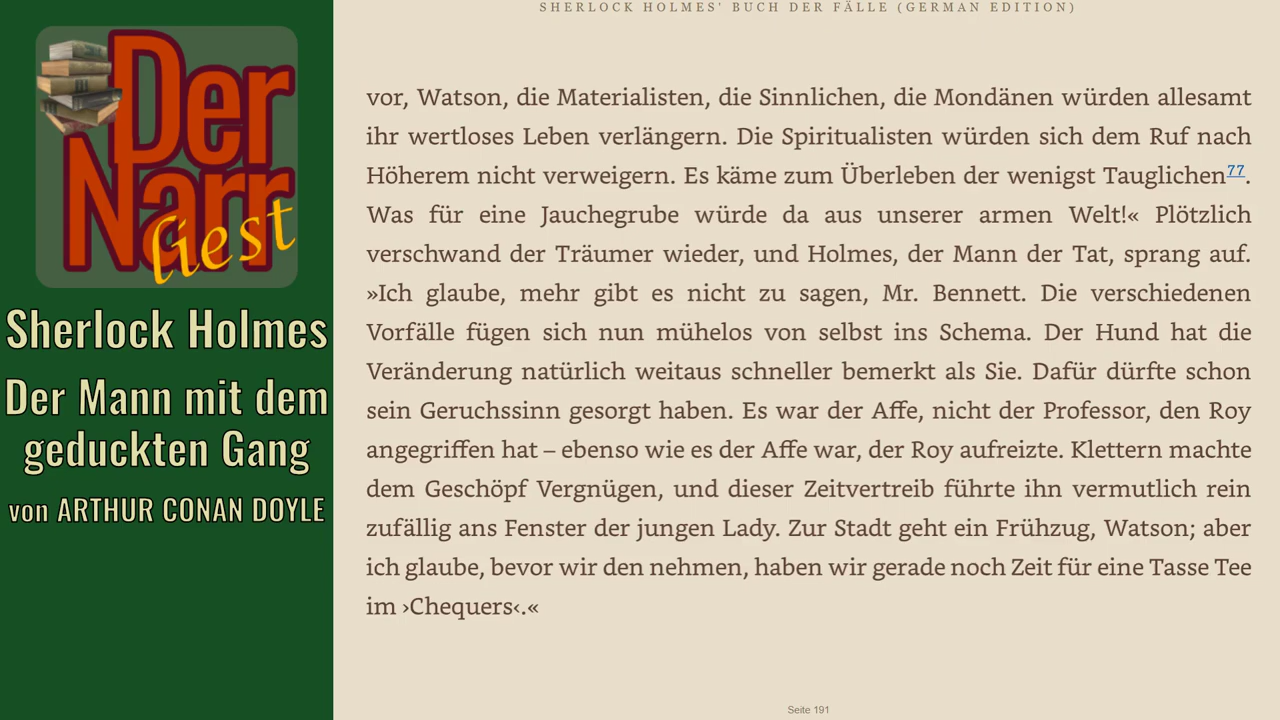 Der
Narr
liest
Sherlock Holmes
Der Mann mit dem
geduckten Gang
von ARTHUR CONAN DOYLE
SHERLOCK HOLMES' BUCH DER FÄLLE (GERMAN EDITION)
vor, Watson, die Materialisten, die Sinnlichen, die Mondänen würden allesamt
ihr wertloses Leben verlängern. Die Spiritualisten würden sich dem Ruf nach
Höherem nicht verweigern. Es käme zum Überleben der wenigst Tauglichen77.
Was für eine Jauchegrube würde da aus unserer armen Welt!« Plötzlich
verschwand der Träumer wieder, und Holmes, der Mann der Tat, sprang auf.
»Ich glaube, mehr gibt es nicht zu sagen, Mr. Bennett. Die verschiedenen
Vorfälle fügen sich nun mühelos von selbst ins Schema. Der Hund hat die
Veränderung natürlich weitaus schneller bemerkt als Sie. Dafür dürfte schon
sein Geruchssinn gesorgt haben. Es war der Affe, nicht der Professor, den Roy
angegriffen hat – ebenso wie es der Affe war, der Roy aufreizte. Klettern machte
dem Geschöpf Vergnügen, und dieser Zeitvertreib führte ihn vermutlich rein
zufällig ans Fenster der jungen Lady. Zur Stadt geht ein Frühzug, Watson; aber
ich glaube, bevor wir den nehmen, haben wir gerade noch Zeit für eine Tasse Tee
im ›Chequers‹.«
Seite 191